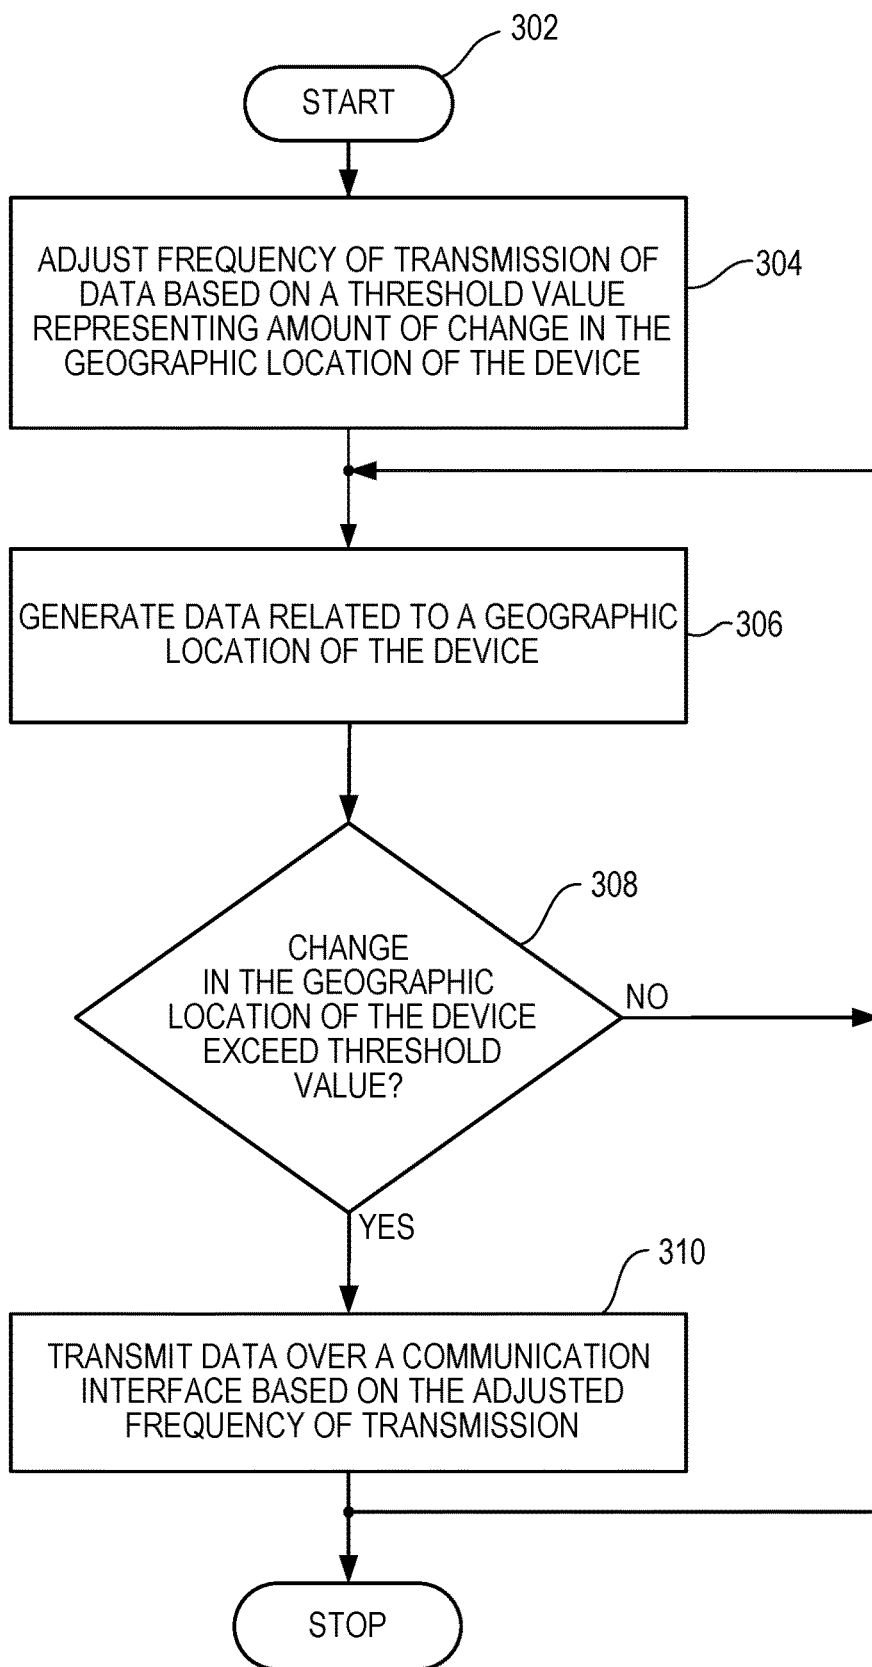 302
START
ADJUST FREQUENCY OF TRANSMISSION OF
DATA BASED ON A THRESHOLD VALUE
REPRESENTING AMOUNT OF CHANGE IN THE
GEOGRAPHIC LOCATION OF THE DEVICE
304
GENERATE DATA RELATED TO A GEOGRAPHIC
LOCATION OF THE DEVICE
306
308
CHANGE
IN THE GEOGRAPHIC
LOCATION OF THE DEVICE
EXCEED THRESHOLD
VALUE?
NO
YES
310
TRANSMIT DATA OVER A COMMUNICATION
INTERFACE BASED ON THE ADJUSTED
FREQUENCY OF TRANSMISSION
STOP